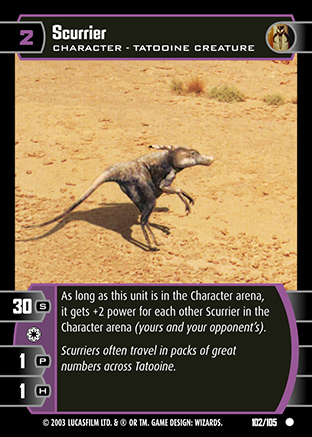 2 Scurrier
CHARACTER - TATOOINE CREATURE
30 S
1 P
1 H
As long as this unit is in the Character arena,
it gets +2 power for each other Scurrier in the
Character arena (yours and your opponent's).
Scurriers often travel in packs of great
numbers across Tatooine.
© 2003 LUCASFILM LTD. & ® OR TM. GAME DESIGN: WIZARDS. 102/105